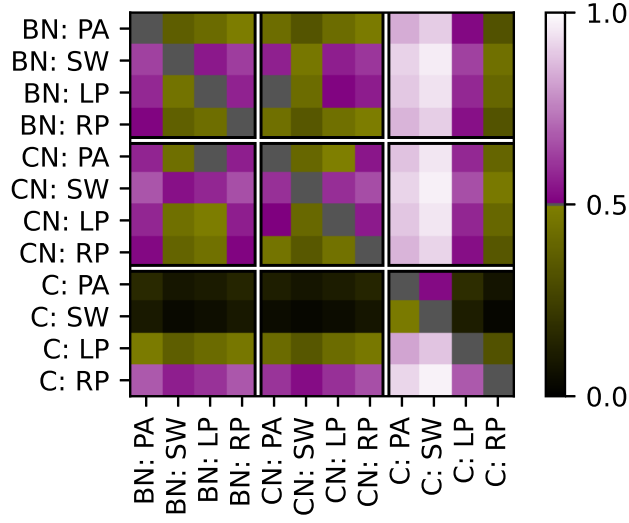 BN: PA
BN: SW
BN: LP
BN: RP
CN: PA
CN: SW
CN: LP
CN: RP
C: PA
C: SW
C: LP
C: RP
BN: PA
BN: SW
BN: LP
BN: RP
CN: PA
CN: SW
CN: LP
CN: RP
C: PA
C: SW
C: LP
C: RP
1.0
0.5
0.0